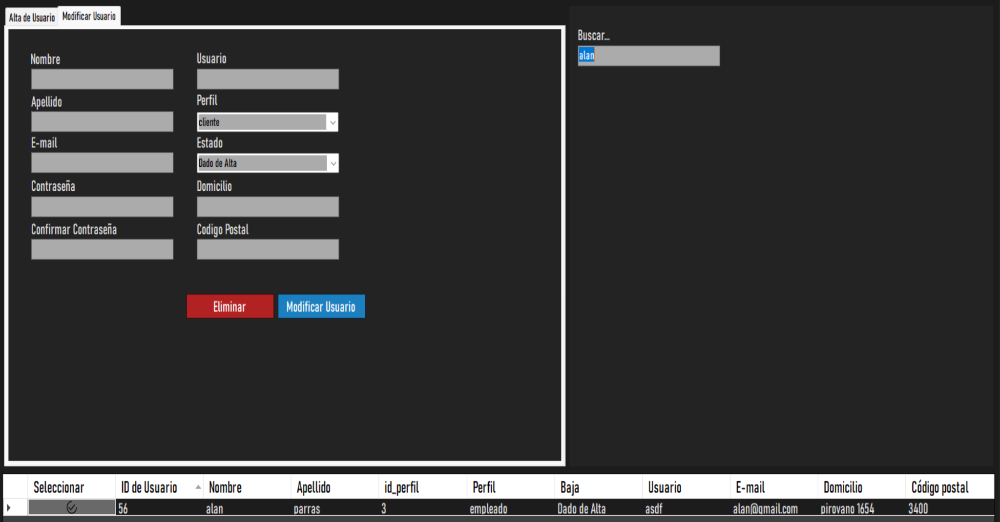 Alta de Usuario Modificar Usuario
Buscar...
alan
Nombre Usuario
Apellido Perfil
cliente
E-mail Estado
Dado de Alta
Contraseña Domicilio
Confirmar Contraseña Codigo Postal
Eliminar Modificar Usuario
Seleccionar ID de Usuario Nombre Apellido id_perfil Perfil Baja Usuario E-mail Domicilio Código postal
56 alan parras 3 empleado Dado de Alta asdf alan@gmail.com pirovano 1654 3400